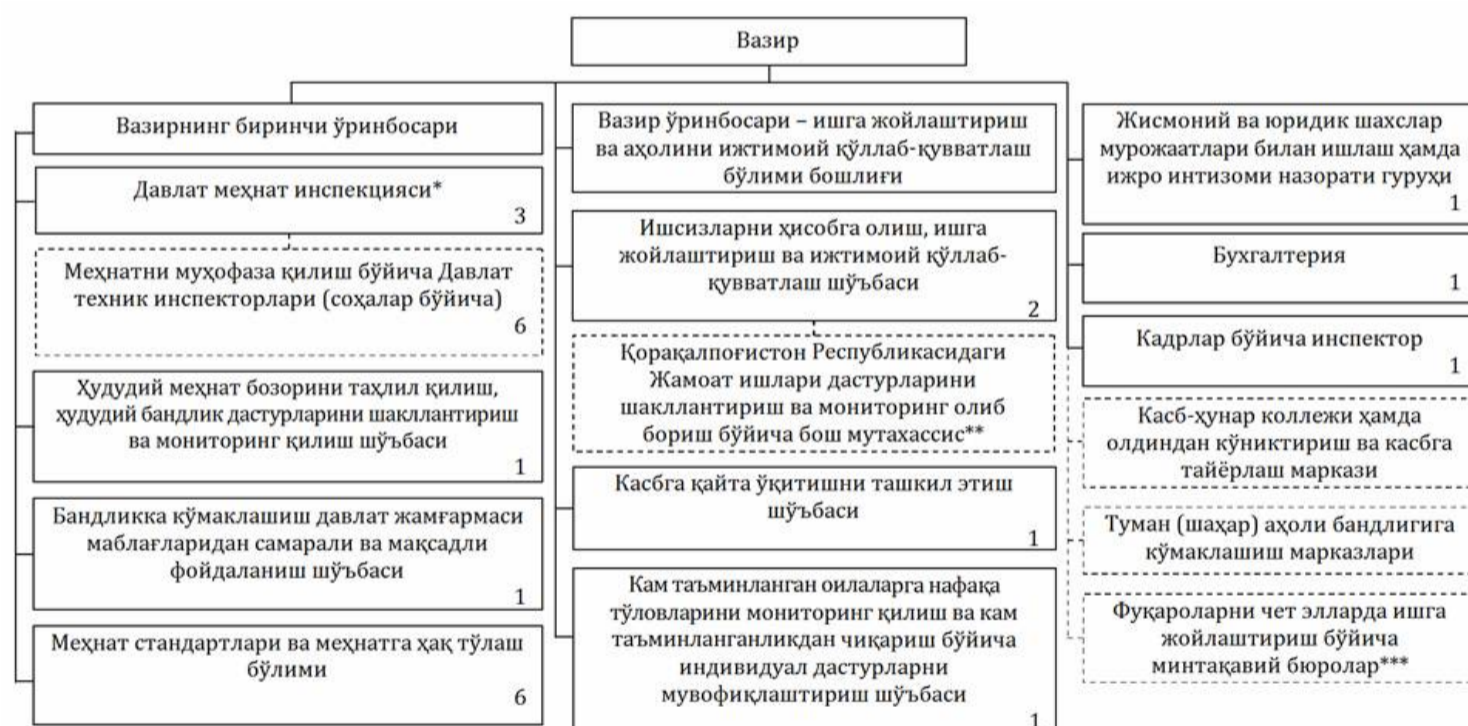 Вазир
Вазирнинг биринчи ўринбосари
Давлат меҳнат инспекцияси*
3
Меҳнатни муҳофаза қилиш бўйича Давлат
техник инспекторлари (соҳалар бўйича)
6
Ҳудудий меҳнат бозорини таҳлил қилиш,
ҳудудий бандлик дастурларини шакллантириш
ва мониторинг қилиш шўъбаси
1
Бандликка кўмаклашиш давлат жамғармаси
маблағларидан самарали ва мақсадли
фойдаланиш шўъбаси
1
Меҳнат стандартлари ва меҳнатга ҳақ тўлаш
бўлими
6
Вазир ўринбосари – ишга жойлаштириш
ва аҳолини ижтимоий қўллаб-қувватлаш
бўлими бошлиғи
Ишсизларни ҳисобга олиш, ишга
жойлаштириш ва ижтимоий қўллаб-
қувватлаш шўъбаси
2
Қорақалпоғистон Республикасидаги
Жамоат ишлари дастурларини
шакллантириш ва мониторинг олиб
бориш бўйича бош мутахассис**
Касбга қайта ўқитишни ташкил этиш
шўъбаси
1
Кам таъминланган оилаларга нафақа
тўловларини мониторинг қилиш ва кам
таъминланганликдан чиқариш бўйича
индивидуал дастурларни
мувофиқлаштириш шўъбаси
1
Жисмоний ва юридик шахслар
мурожаатлари билан ишлаш ҳамда
ижро интизоми назорати гуруҳи
1
Бухгалтерия
1
Кадрлар бўйича инспектор
1
Касб-ҳунар коллежи ҳамда
олдиндан кўниктириш ва касбга
тайёрлаш маркази
Туман (шаҳар) аҳоли бандлигига
кўмаклашиш марказлари
Фуқароларни чет элларда ишга
жойлаштириш бўйича
минтақавий бюролар***